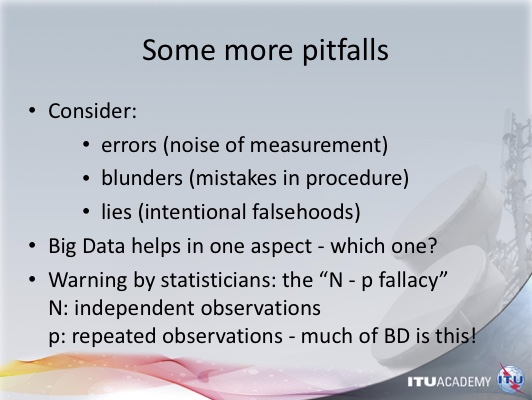 Some more pitfalls
• Consider:
• errors (noise of measurement)
• blunders (mistakes in procedure)
• lies (intentional falsehoods)
• Big Data helps in one aspect - which one?
• Warning by statisticians: the “N - p fallacy”
N: independent observations
p: repeated observations - much of BD is this!
ITUACADEMY ITU